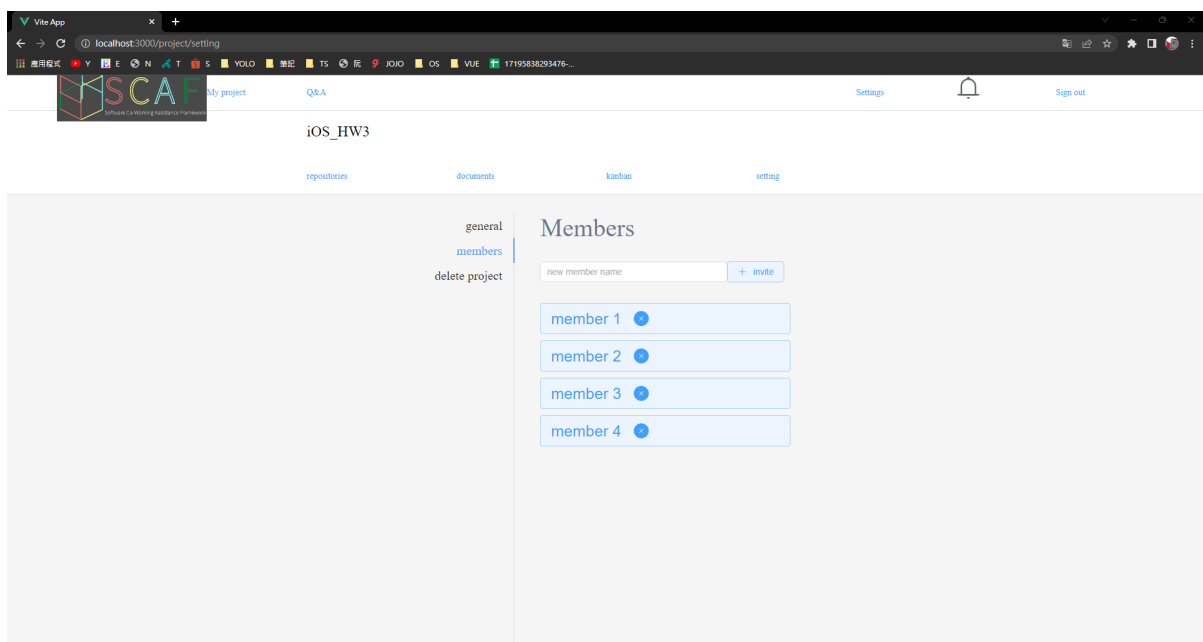 Vite App
localhost:3000/project/setting
應用程式 Y E N T S YOLO 筆記 TS 阮 JOJO OS VUE 17195838293476-...
SCAF My project Q&A Settings Sign out
Software Co-Working Assistance Framework
iOS_HW3
repositories documents kanban setting
general
members
delete project
Members
new member name + invite
member 1
member 2
member 3
member 4